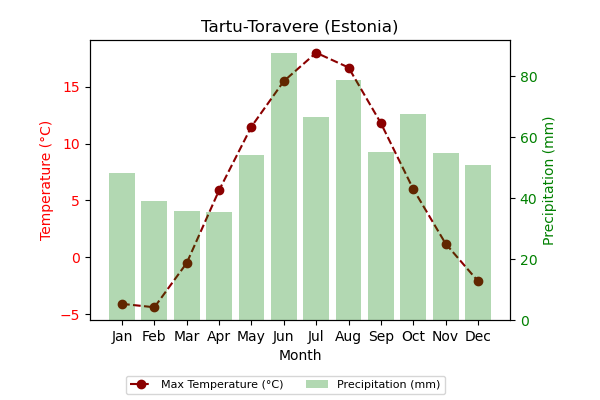 Tartu-Toravere (Estonia)
Temperature (°C)
15
10
5
0
−5
Precipitation (mm)
80
60
40
20
0
Jan Feb Mar Apr May Jun Jul Aug Sep Oct Nov Dec
Month
Max Temperature (°C) Precipitation (mm)